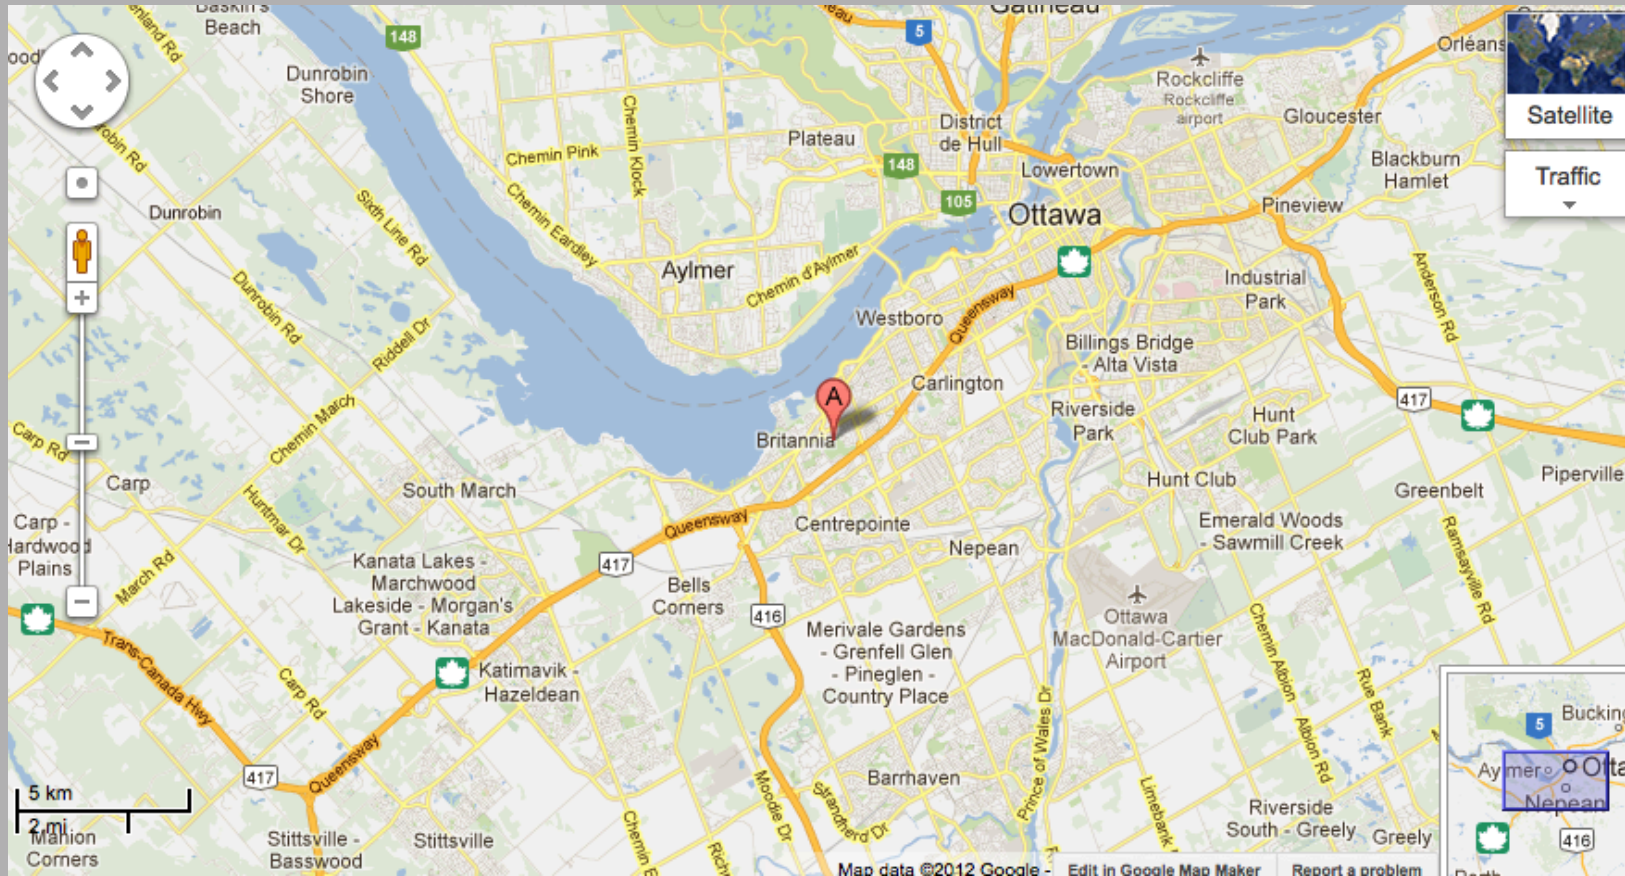 Baskin's
Beach
148
5
Gatineau
Orléans
Dunrobin
Shore
Rockcliffe
Rockcliffe
airport
Satellite
Gloucester
District
de Hull
Plateau
Chemin Klock
Chemin Pink
148
Lowertown
Blackburn
Hamlet
Traffic
105
Ottawa
Pineview
Dunrobin
Sixth Line Rd
Chemin Eardley
Aylmer
Chemin d'Aylmer
Industrial
Park
Anderson Rd
Dunrobin Rd
Riddell Dr
Westboro
Queensway
Billings Bridge
- Alta Vista
Carlington
A
Chemin March
Riverside
Park
Hunt
Club Park
417
Britannia
Carp Rd
Carp
South March
Hunt Club
Greenbelt
Piperville
Huntmar Dr
Carp -
Hardwood
Plains
Queensway
Centrepointe
Emerald Woods
- Sawmill Creek
Ramsayville Rd
Nepean
March Rd
Kanata Lakes -
Marchwood
Lakeside - Morgan's
Grant - Kanata
417
Bells
Corners
416
Ottawa
MacDonald-Cartier
Airport
Merivale Gardens
- Grenfell Glen
- Pineglen -
Country Place
Trans-Canada Hwy
Carp Rd
Katimavik -
Hazeldean
Chemin Albion
Albion Rd
Rue Bank
Prince of Wales Dr
417
Queensway
Moodie Dr
Barrhaven
Strandherd Dr
Limebank
5 km
2 mi
Manion
Corners
Stittsville -
Basswood
Stittsville
Riverside
South - Greely
Greely
5
Aylmer
Nepean
416
Map data ©2012 Google -
Edit in Google Map Maker
Report a problem